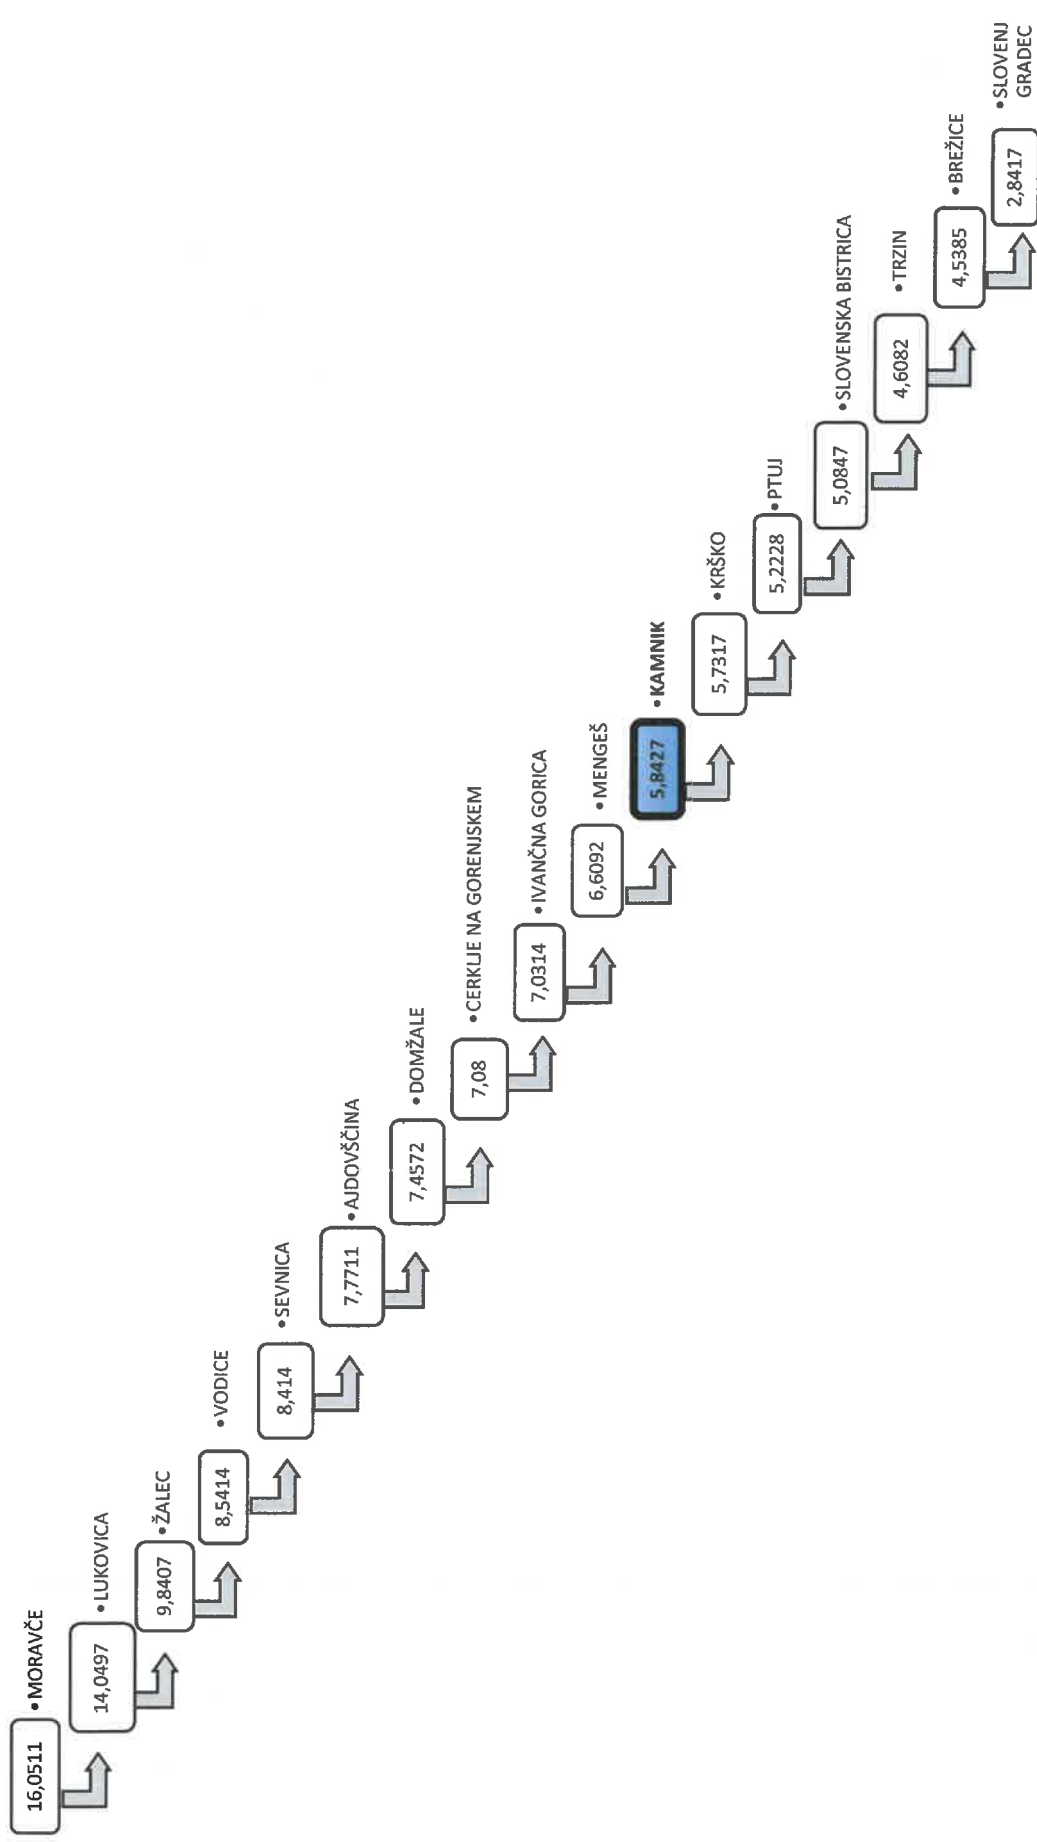 16,0511
• MORAVČE
14,0497
• LUKOVICA
9,8407
• ŽALEC
8,5414
• VODICE
8,414
• SEVNICA
7,7711
• AJDOVŠČINA
7,4572
• DOMŽALE
7,08
• CERKLJE NA GORENJSKEM
7,0314
• IVANČNA GORICA
6,6092
• MENGEŠ
5,8427
• KAMNIK
5,7317
• KRŠKO
5,2228
• PTUJ
5,0847
• SLOVENSKA BISTRICA
4,6082
• TRZIN
4,5385
• BREŽICE
2,8417
• SLOVENJ
GRADEC